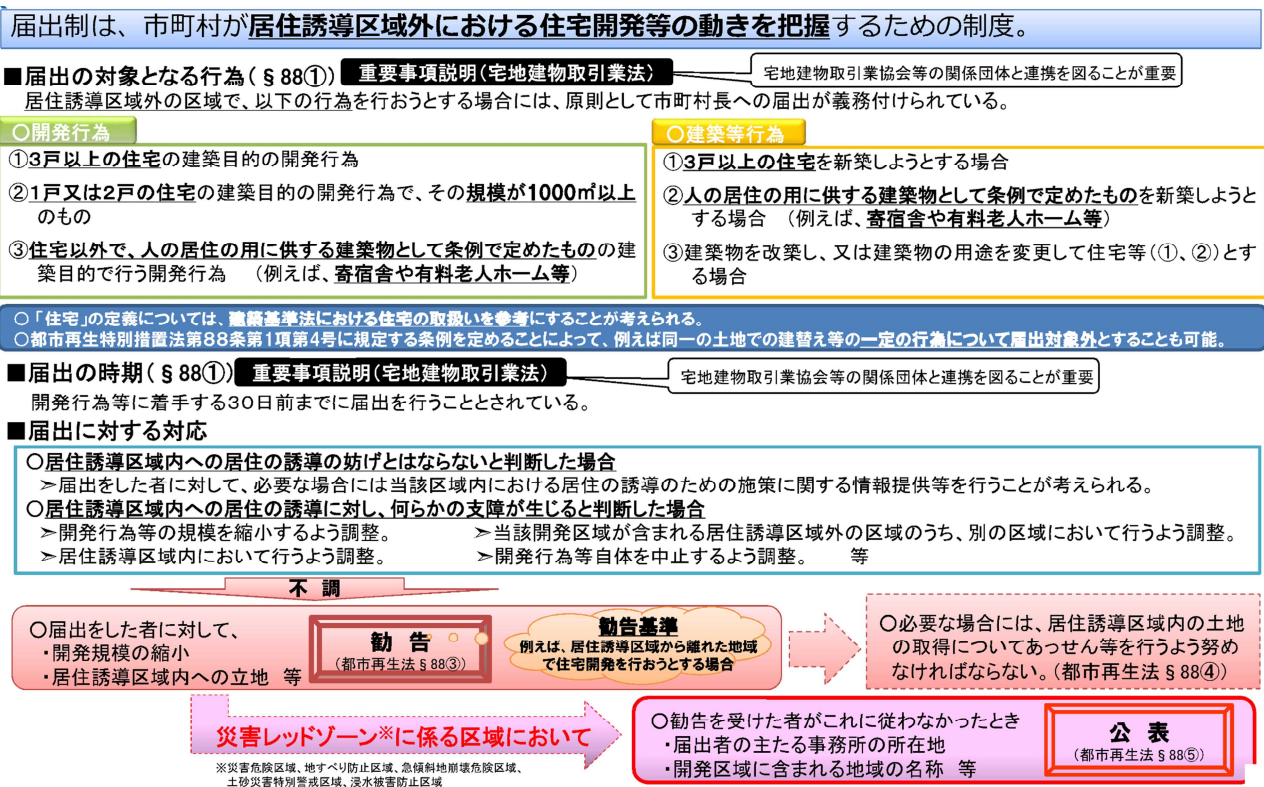 届出制は、市町村が居住誘導区域外における住宅開発等の動きを把握するための制度。
■届出の対象となる行為(§88①) 重要事項説明(宅地建物取引業法) 宅地建物取引業協会等の関係団体と連携を図ることが重要
居住誘導区域外の区域で、以下の行為を行おうとする場合には、原則として市町村長への届出が義務付けられている。
○開発行為
①3戸以上の住宅の建築目的の開発行為
②1戸又は2戸の住宅の建築目的の開発行為で、その規模が1000㎡以上
のもの
③住宅以外で、人の居住の用に供する建築物として条例で定めたものの建
築目的で行う開発行為 (例えば、寄宿舎や有料老人ホーム等)
○建築等行為
①3戸以上の住宅を新築しようとする場合
②人の居住の用に供する建築物として条例で定めたものを新築しようと
する場合 (例えば、寄宿舎や有料老人ホーム等)
③建築物を改築し、又は建築物の用途を変更して住宅等(①、②)とす
る場合
○「住宅」の定義については、建築基準法における住宅の取扱いを参考にすることが考えられる。
○都市再生特別措置法第88条第1項第4号に規定する条例を定めることによって、例えば同一の土地での建替え等の一定の行為について届出対象外とすることも可能。
■届出の時期(§88①) 重要事項説明(宅地建物取引業法) 宅地建物取引業協会等の関係団体と連携を図ることが重要
開発行為等に着手する30日前までに届出を行うこととされている。
■届出に対する対応
○居住誘導区域内への居住の誘導の妨げとはならないと判断した場合
➢届出をした者に対して、必要な場合には当該区域内における居住の誘導のための施策に関する情報提供等を行うことが考えられる。
○居住誘導区域内への居住の誘導に対し、何らかの支障が生じると判断した場合
➢開発行為等の規模を縮小するよう調整。 ➢当該開発区域が含まれる居住誘導区域外の区域のうち、別の区域において行うよう調整。
➢居住誘導区域内において行うよう調整。 ➢開発行為等自体を中止するよう調整。 等
不 調
○届出をした者に対して、
・開発規模の縮小
・居住誘導区域内への立地 等
勧 告
(都市再生法§88③)
勧告基準
例えば、居住誘導区域から離れた地域
で住宅開発を行おうとする場合
○必要な場合には、居住誘導区域内の土地
の取得についてあっせん等を行うよう努め
なければならない。(都市再生法§88④)
災害レッドゾーン※に係る区域において
※災害危険区域、地すべり防止区域、急傾斜地崩壊危険区域、
土砂災害特別警戒区域、浸水被害防止区域
○勧告を受けた者がこれに従わなかったとき
・届出者の主たる事務所の所在地
・開発区域に含まれる地域の名称 等
公 表
(都市再生法§88⑤)